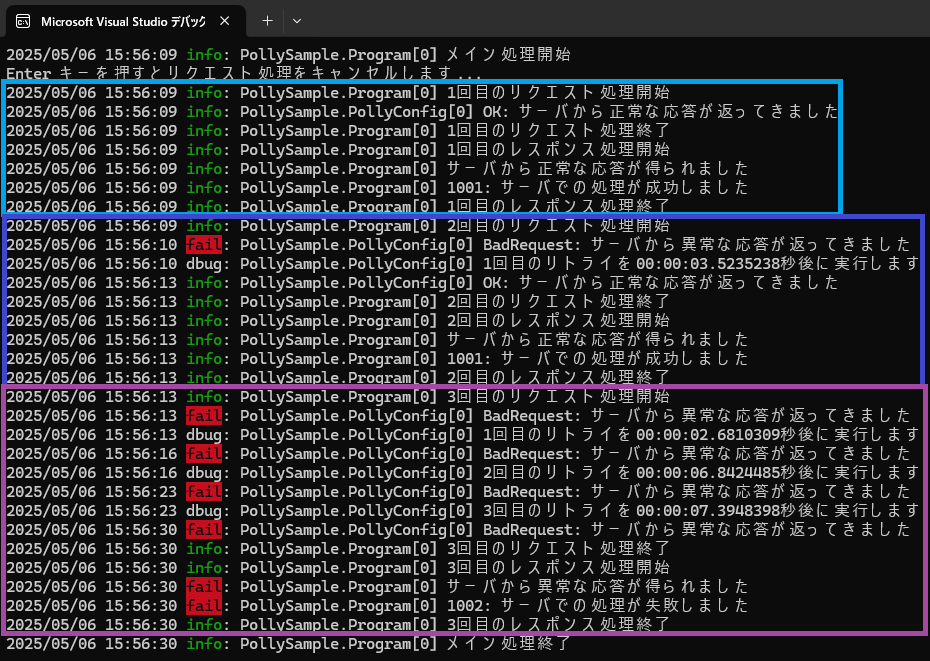 Microsoft Visual Studio デバッグ
2025/05/06 15:56:09 info: PollySample.Program[0] メイン処理開始
Enter キーを押すとリクエスト処理をキャンセルします...
2025/05/06 15:56:09 info: PollySample.Program[0] 1回目のリクエスト処理開始
2025/05/06 15:56:09 info: PollySample.PollyConfig[0] OK: サーバから正常な応答が返ってきました
2025/05/06 15:56:09 info: PollySample.Program[0] 1回目のリクエスト処理終了
2025/05/06 15:56:09 info: PollySample.Program[0] 1回目のレスポンス処理開始
2025/05/06 15:56:09 info: PollySample.Program[0] サーバから正常な応答が得られました
2025/05/06 15:56:09 info: PollySample.Program[0] 1001: サーバでの処理が成功しました
2025/05/06 15:56:09 info: PollySample.Program[0] 1回目のレスポンス処理終了
2025/05/06 15:56:09 info: PollySample.Program[0] 2回目のリクエスト処理開始
2025/05/06 15:56:10 fail: PollySample.PollyConfig[0] BadRequest: サーバから異常な応答が返ってきました
2025/05/06 15:56:10 dbug: PollySample.PollyConfig[0] 1回目のリトライを00:00:03.5235238秒後に実行します
2025/05/06 15:56:13 info: PollySample.PollyConfig[0] OK: サーバから正常な応答が返ってきました
2025/05/06 15:56:13 info: PollySample.Program[0] 2回目のリクエスト処理終了
2025/05/06 15:56:13 info: PollySample.Program[0] 2回目のレスポンス処理開始
2025/05/06 15:56:13 info: PollySample.Program[0] サーバから正常な応答が得られました
2025/05/06 15:56:13 info: PollySample.Program[0] 1001: サーバでの処理が成功しました
2025/05/06 15:56:13 info: PollySample.Program[0] 2回目のレスポンス処理終了
2025/05/06 15:56:13 info: PollySample.Program[0] 3回目のリクエスト処理開始
2025/05/06 15:56:13 fail: PollySample.PollyConfig[0] BadRequest: サーバから異常な応答が返ってきました
2025/05/06 15:56:13 dbug: PollySample.PollyConfig[0] 1回目のリトライを00:00:02.6810309秒後に実行します
2025/05/06 15:56:16 fail: PollySample.PollyConfig[0] BadRequest: サーバから異常な応答が返ってきました
2025/05/06 15:56:16 dbug: PollySample.PollyConfig[0] 2回目のリトライを00:00:06.8424485秒後に実行します
2025/05/06 15:56:23 fail: PollySample.PollyConfig[0] BadRequest: サーバから異常な応答が返ってきました
2025/05/06 15:56:23 dbug: PollySample.PollyConfig[0] 3回目のリトライを00:00:07.3948398秒後に実行します
2025/05/06 15:56:30 fail: PollySample.PollyConfig[0] BadRequest: サーバから異常な応答が返ってきました
2025/05/06 15:56:30 info: PollySample.Program[0] 3回目のリクエスト処理終了
2025/05/06 15:56:30 info: PollySample.Program[0] 3回目のレスポンス処理開始
2025/05/06 15:56:30 fail: PollySample.Program[0] サーバから異常な応答が得られました
2025/05/06 15:56:30 fail: PollySample.Program[0] 1002: サーバでの処理が失敗しました
2025/05/06 15:56:30 info: PollySample.Program[0] 3回目のレスポンス処理終了
2025/05/06 15:56:30 info: PollySample.Program[0] メイン処理終了